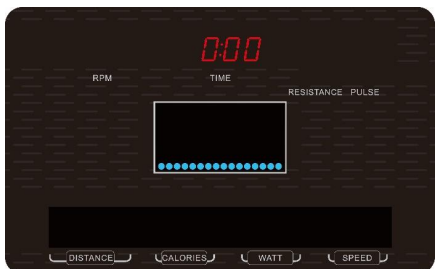 0:00
RPM TIME
RESISTANCE PULSE
DISTANCE CALORIES WATT SPEED